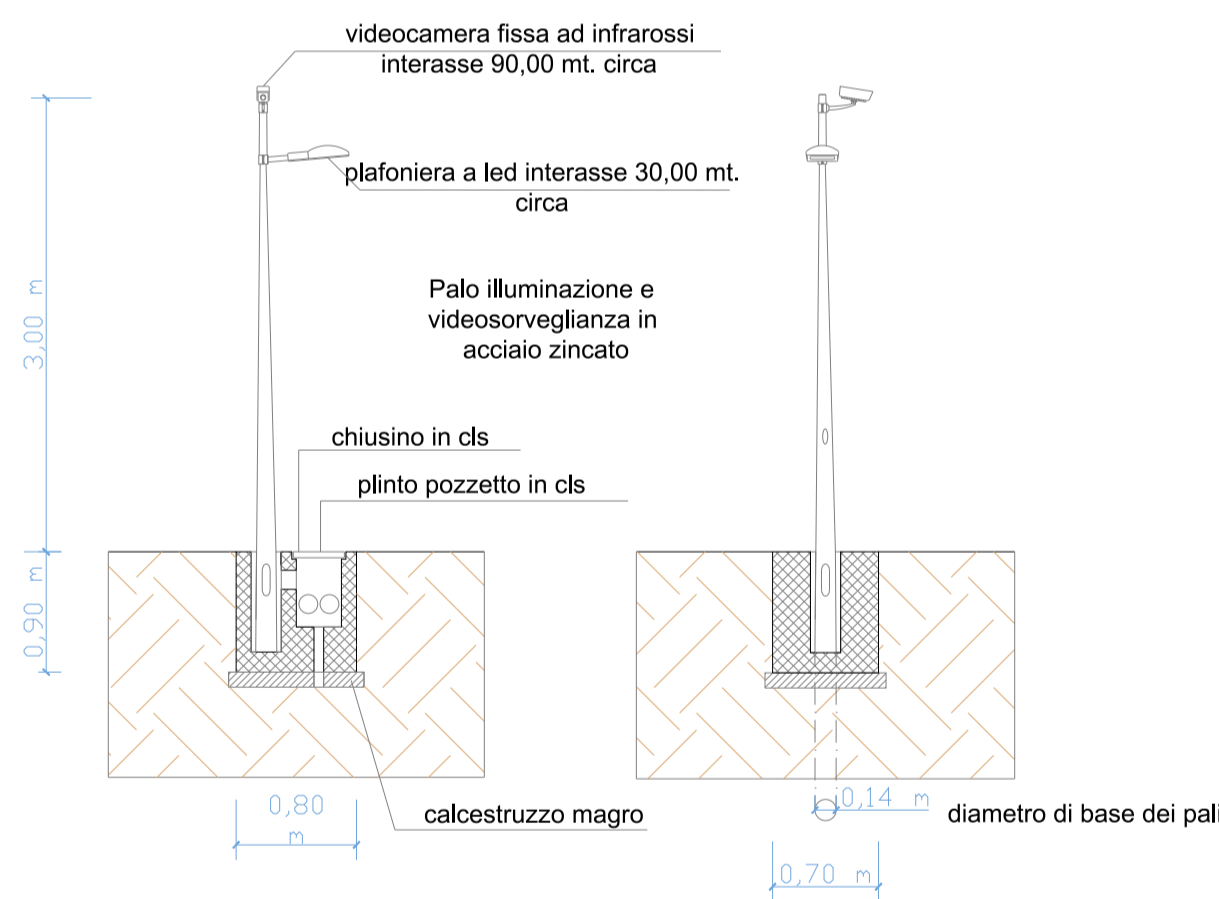 videocamera fissa ad infrarossi
interasse 90,00 mt. circa
plafoniera a led interasse 30,00 mt.
circa
3,00 m
Palo illuminazione e
videosorveglianza in
acciaio zincato
chiusino in cls
plinto pozzetto in cls
0,90 m
0,80
m
calcestruzzo magro
0,14 m
diametro di base dei pali
0,70 m